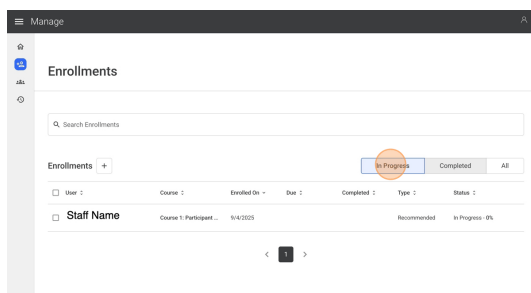 Manage
Enrollments
Search Enrollments
Enrollments +
In Progress Completed All
User Course Enrolled On Due Completed Type Status
Staff Name Course 1: Participant ... 9/4/2025 Recommended In Progress - 0%
< 1 >